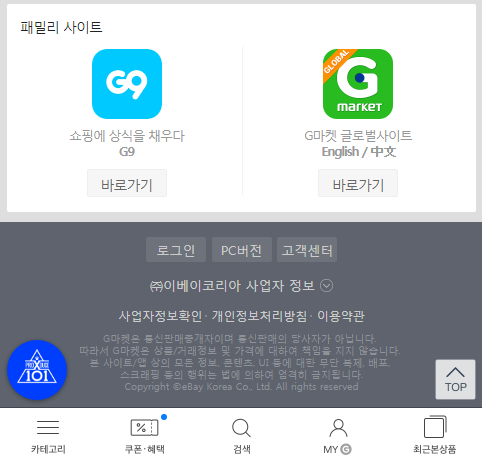 패밀리 사이트
G9
GLOBAL
G
MARKET
쇼핑에 상식을 채우다
G9
G마켓 글로벌사이트
English / 中文
바로가기
바로가기
로그인
PC버전
고객센터
㈜이베이코리아 사업자 정보
사업자정보확인· 개인정보처리방침· 이용약관
G마켓은 통신판매중개자이며 통신판매의 당사자가 아닙니다.
따라서 G마켓은 상품/거래정보 및 가격에 대하여 책임을 지지 않습니다.
본 사이트/앱 상의 모든 정보, 콘텐츠, UI 등에 대한 무단 복제, 배포,
스크래핑 등의 행위는 법에 의하여 엄격히 금지됩니다.
Copyright ©eBay Korea Co., Ltd. All rights reserved
101
TOP
카테고리
쿠폰·혜택
검색
MY G
최근본상품